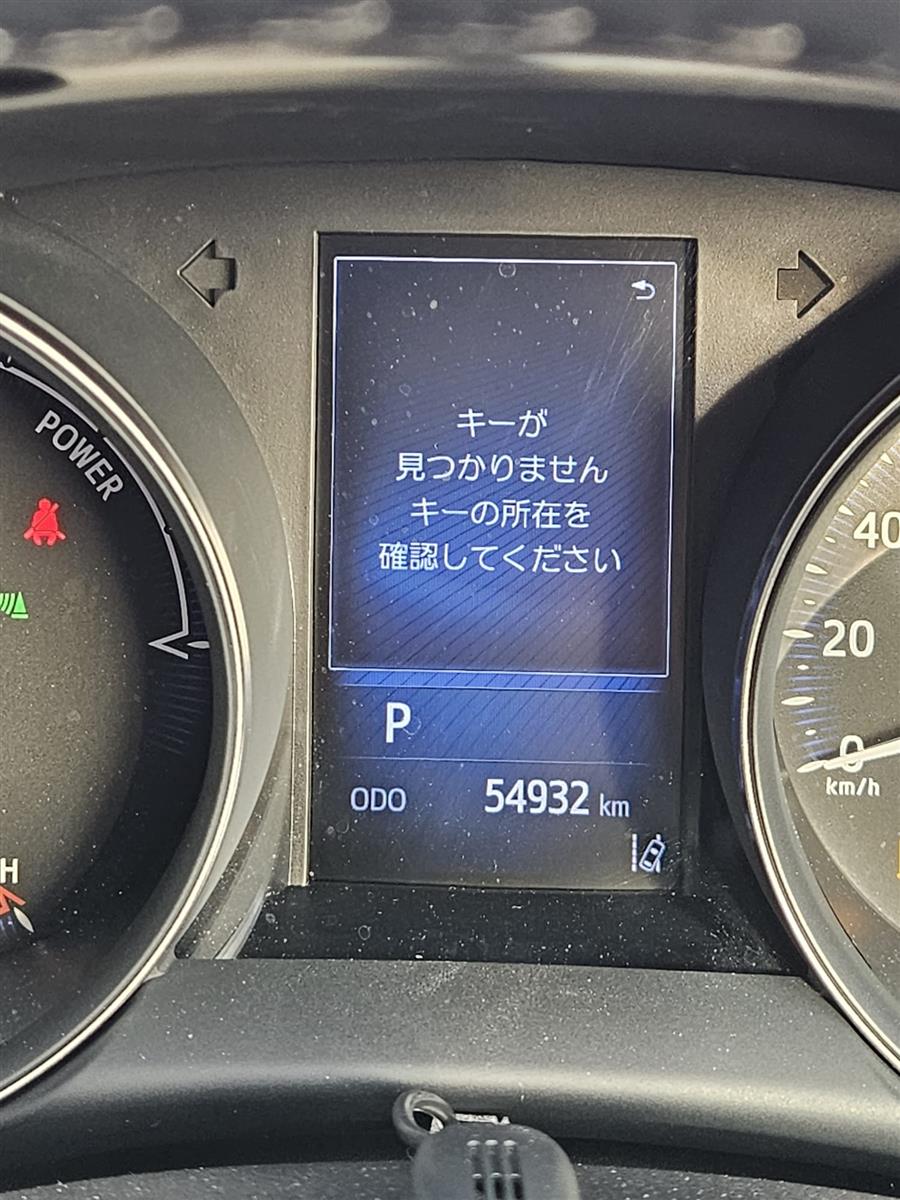 POWER
キーが
見つかりません
キーの所在を
確認してください
P
ODO 54932 km
40
20
0
km/h
H